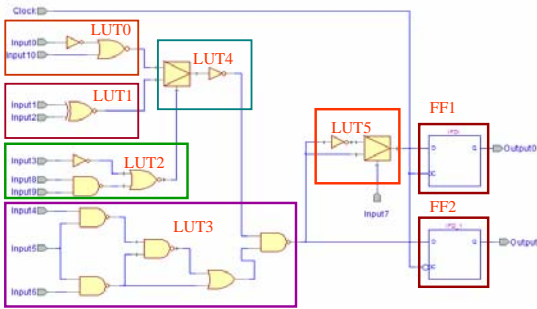 Clock
LUT0
Input0
Input10
LUT4
LUT1
Input1
Input2
LUT5
FF1
Input3
LUT2
Input8
Input9
D
Q
Output0
C
Input7
FF2
Input4
LUT3
Input5
Input6
D
Q
Output
C